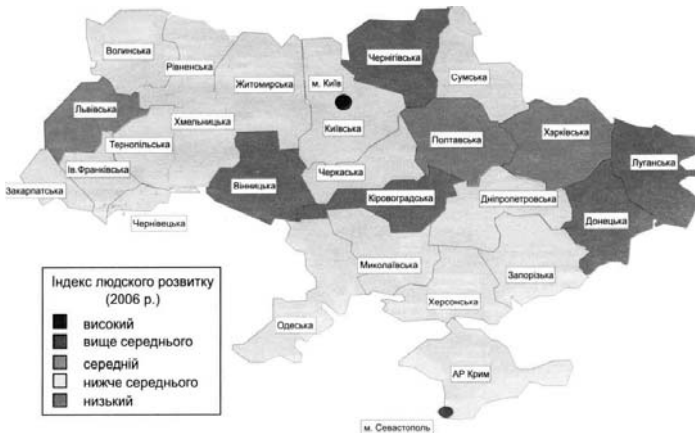 Волинська
Рівненська
Житомирська
м. Київ
Чернігівська
Сумська
Львівська
Тернопільська
Хмельницька
Київська
Полтавська
Харківська
Луганська
Закарпатська
Ів.Франківська
Чернівецька
Вінницька
Черкаська
Кіровоградська
Дніпропетровська
Донецька
Миколаївська
Запорізька
Одеська
Херсонська
АР Крим
м. Севастополь
Індекс людского розвитку
(2006 р.)
високий
вище середнього
середній
нижче середнього
низький